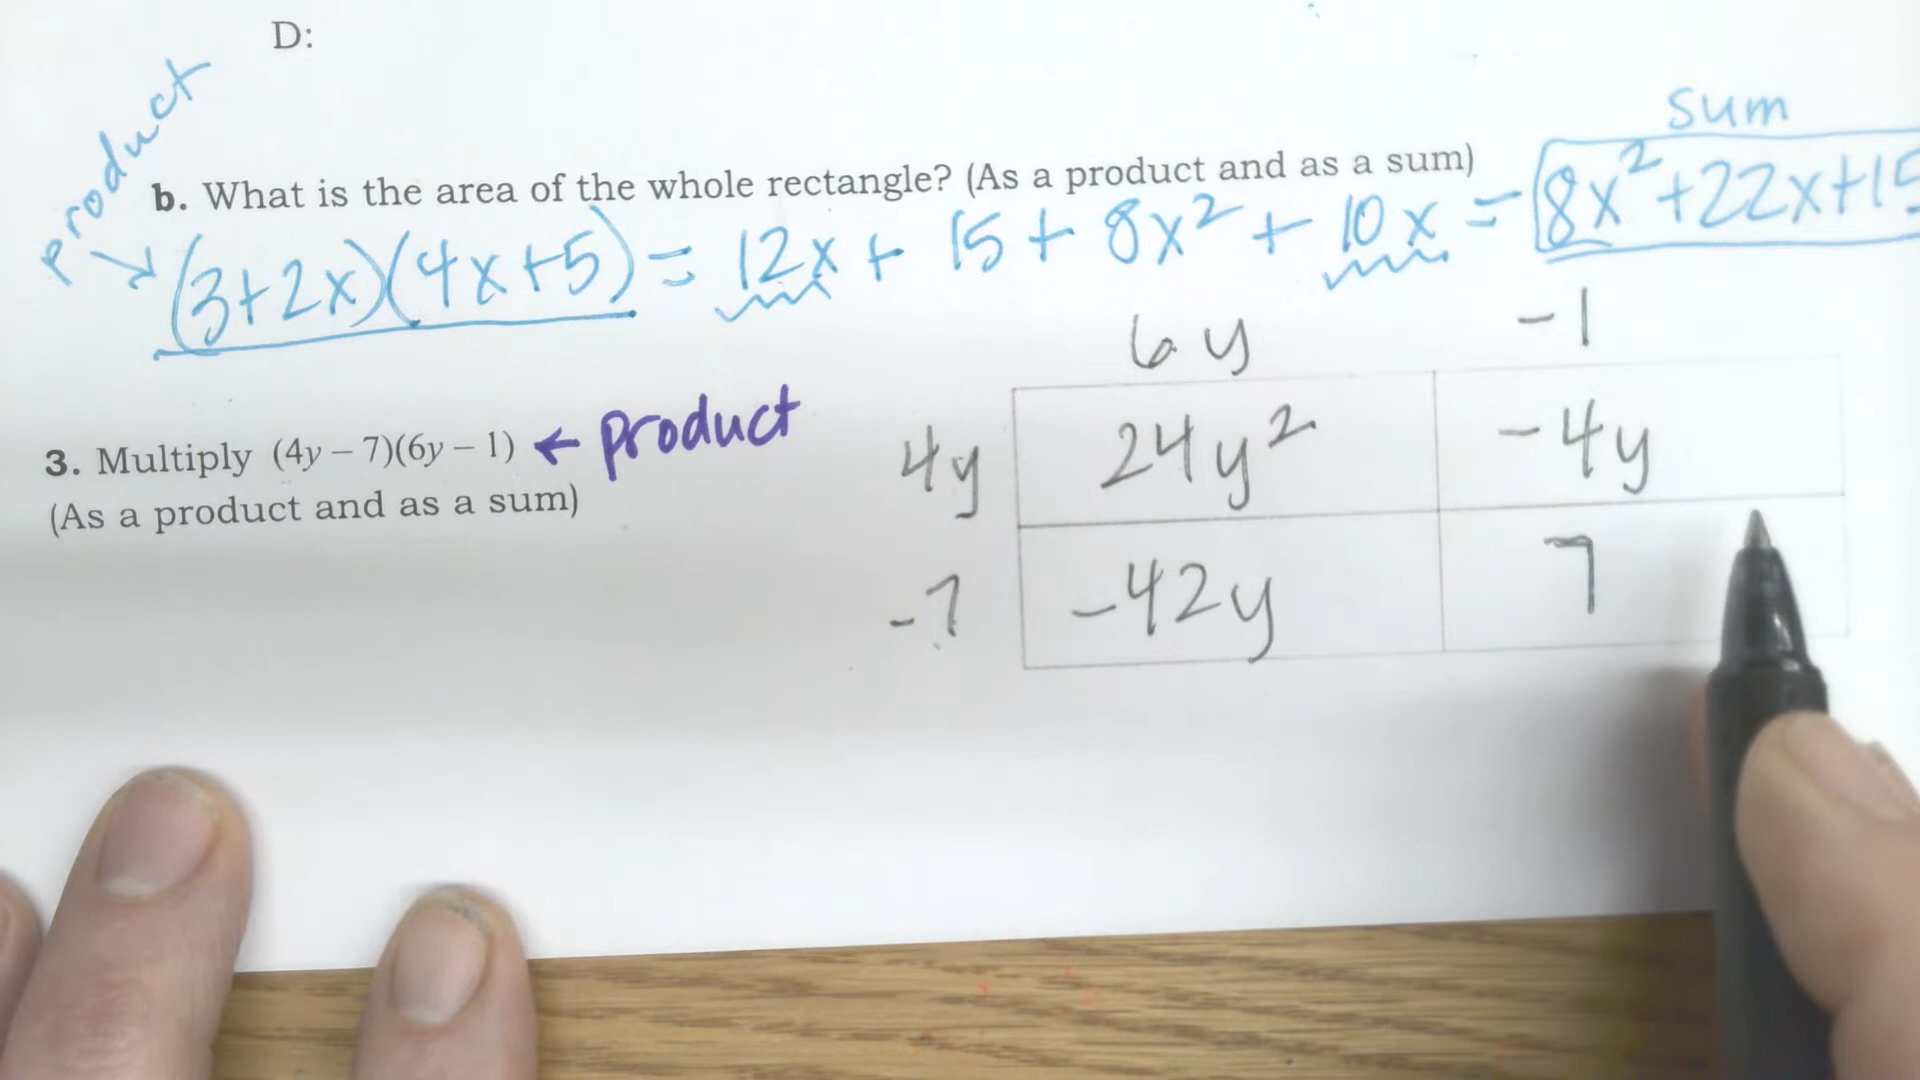 D:
product
b. What is the area of the whole rectangle? (As a product and as a sum)
sum
(3+2x)(4x+5) = 12x + 15 + 8x² + 10x = 8x²+22x+15
3. Multiply (4y – 7)(6y – 1) ← product
(As a product and as a sum)
6y -1
4y 24y² -4y
-7 -42y 7